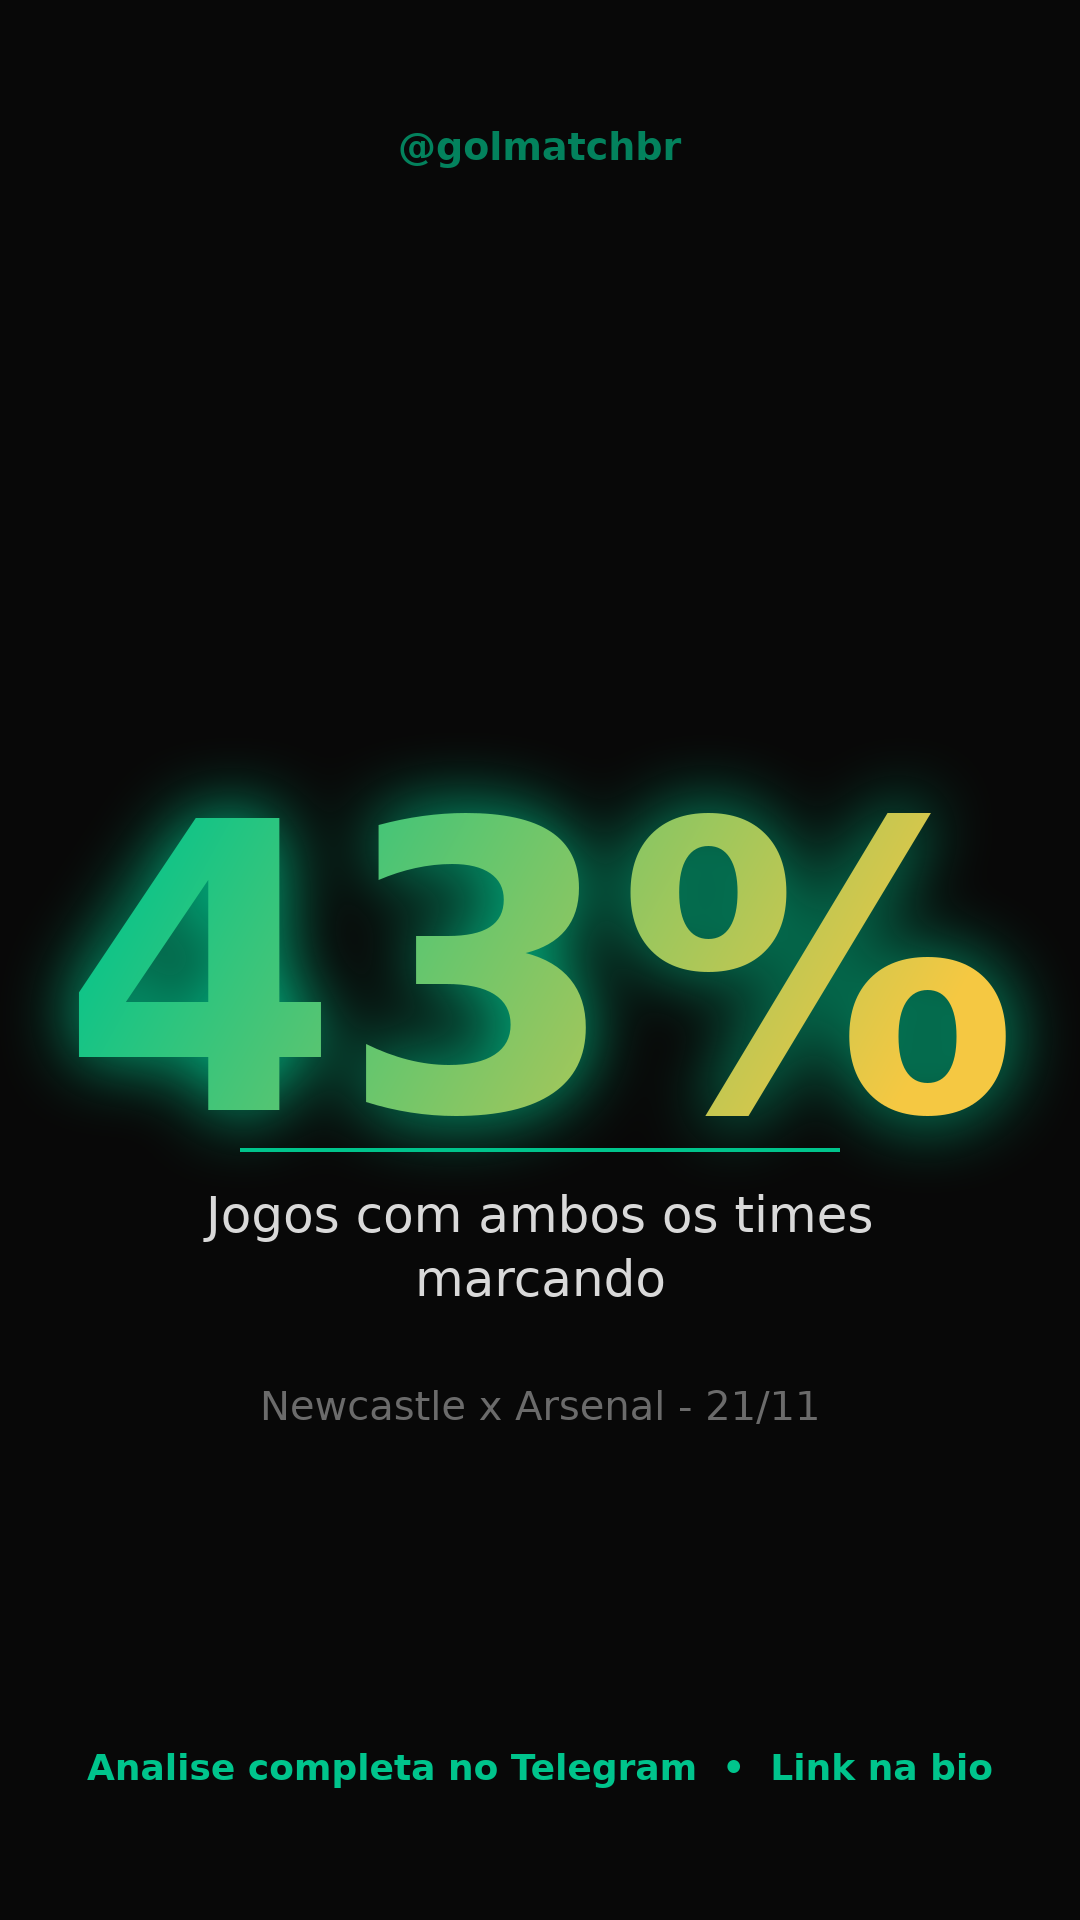 @golmatchbr
43%
Jogos com ambos os times
marcando
Newcastle x Arsenal - 21/11
Analise completa no Telegram • Link na bio